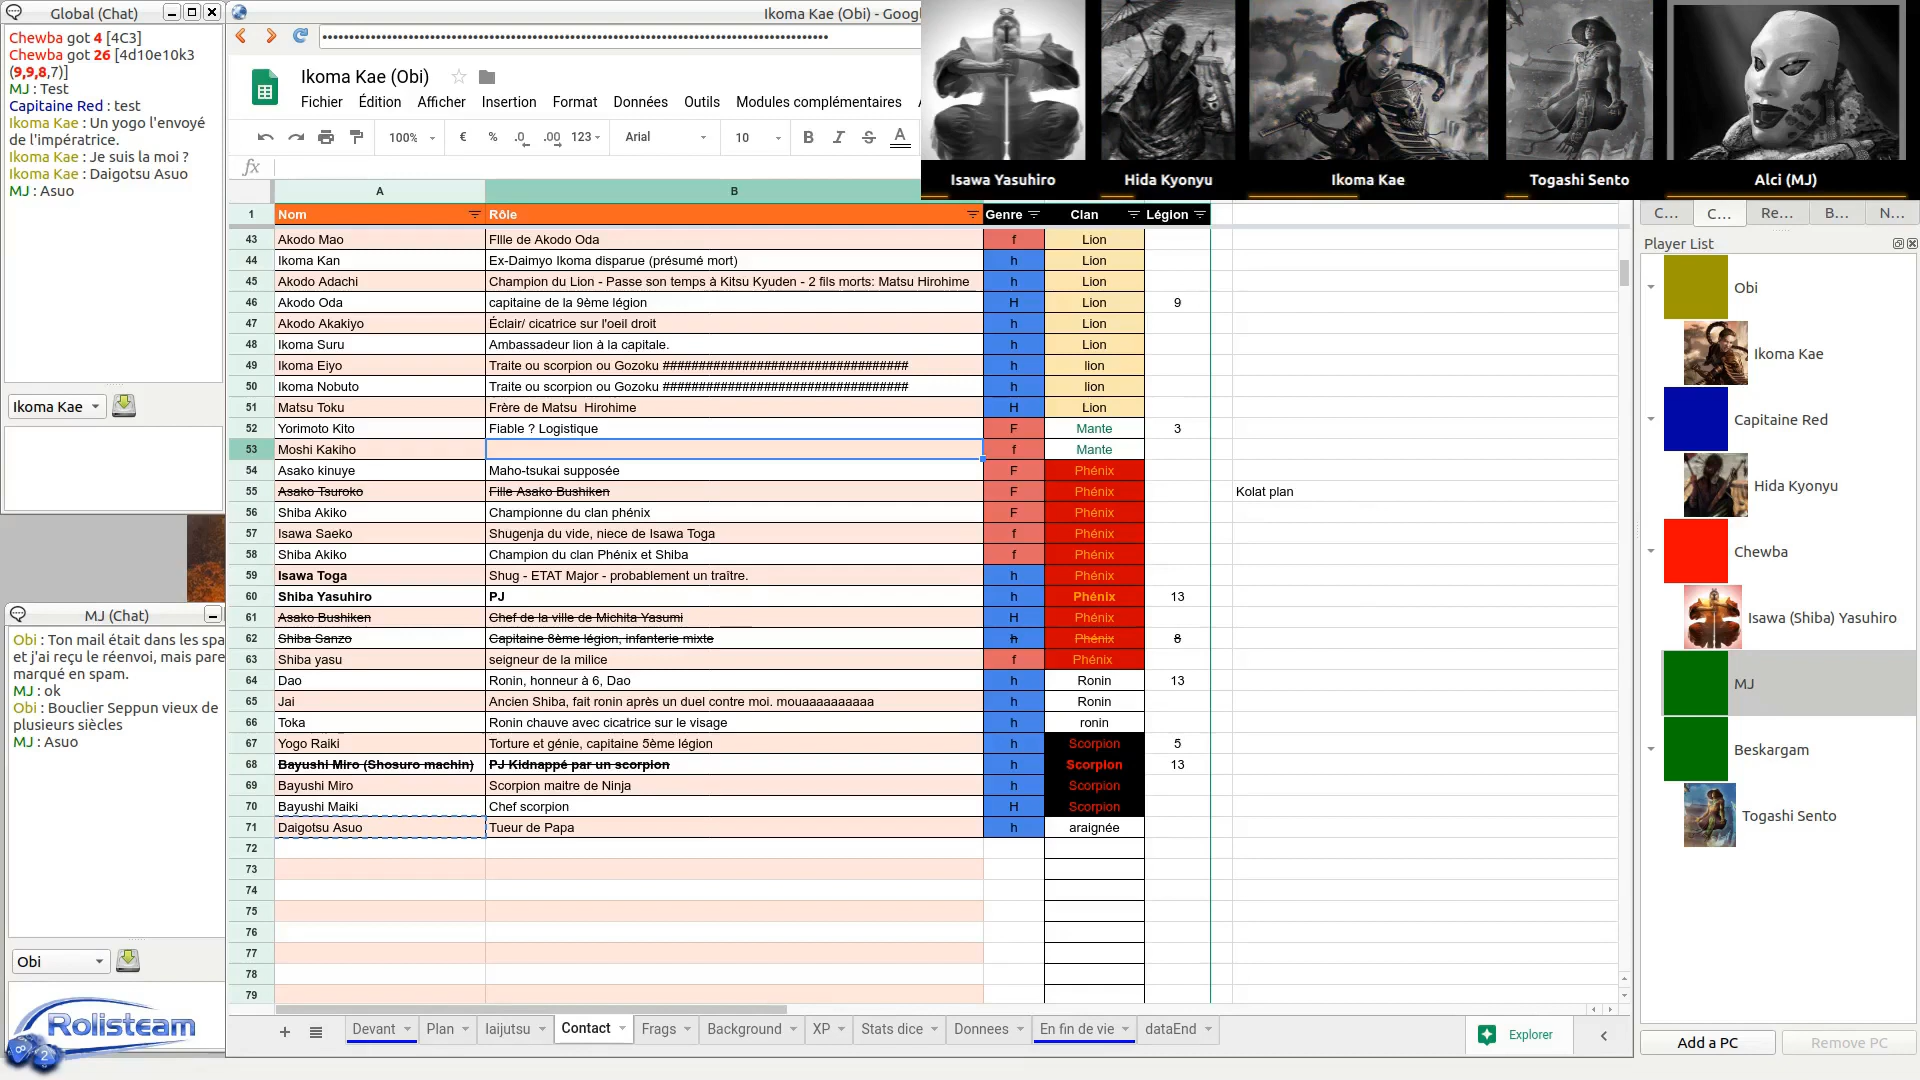 Global (Chat)
Chewba got 4 [4C3]
Chewba got 26 [4d10e10k3
(9,9,8,7)]
MJ : Test
Capitaine Red : test
Ikoma Kae : Un yogo l'envoyé
de l'impératrice.
Ikoma Kae : Je suis la moi ?
Ikoma Kae : Daigotsu Asuo
MJ : Asuo
Ikoma Kae
MJ (Chat)
Obi : Ton mail était dans les spa
et j'ai reçu le réenvoi, mais pare
marqué en spam.
MJ : ok
Obi : Bouclier Seppun vieux de
plusieurs siècles
MJ : Asuo
Obi
Rolisteam
8 2
Ikoma Kae (Obi) - Goog
Ikoma Kae (Obi)
Fichier Édition Afficher Insertion Format Données Outils Modules complémentaires
100% € % .0 .00 123 Arial 10 B I S A
fx
A B
1 Nom Rôle Genre Clan Légion
43 Akodo Mao FIlle de Akodo Oda f Lion
44 Ikoma Kan Ex-Daimyo Ikoma disparue (présumé mort) h Lion
45 Akodo Adachi Champion du Lion - Passe son temps à Kitsu Kyuden - 2 fils morts: Matsu Hirohime h Lion
46 Akodo Oda capitaine de la 9ème légion H Lion 9
47 Akodo Akakiyo Éclair/ cicatrice sur l'oeil droit h Lion
48 Ikoma Suru Ambassadeur lion à la capitale. h Lion
49 Ikoma Eiyo Traite ou scorpion ou Gozoku ################################## h lion
50 Ikoma Nobuto Traite ou scorpion ou Gozoku ################################## h lion
51 Matsu Toku Frère de Matsu  Hirohime H Lion
52 Yorimoto Kito Fiable ? Logistique F Mante 3
53 Moshi Kakiho f Mante
54 Asako kinuye Maho-tsukai supposée F Phénix
55 Asako Tsuroko Fille Asako Bushiken F Phénix Kolat plan
56 Shiba Akiko Championne du clan phénix F Phénix
57 Isawa Saeko Shugenja du vide, niece de Isawa Toga f Phénix
58 Shiba Akiko Champion du clan Phénix et Shiba f Phénix
59 Isawa Toga Shug - ETAT Major - probablement un traître. h Phénix
60 Shiba Yasuhiro PJ h Phénix 13
61 Asako Bushiken Chef de la ville de Michita Yasumi H Phénix
62 Shiba Sanzo Capitaine 8ème légion, infanterie mixte h Phénix 8
63 Shiba yasu seigneur de la milice f Phénix
64 Dao Ronin, honneur à 6, Dao h Ronin 13
65 Jai Ancien Shiba, fait ronin après un duel contre moi. mouaaaaaaaaaa h Ronin
66 Toka Ronin chauve avec cicatrice sur le visage h ronin
67 Yogo Raiki Torture et génie, capitaine 5ème légion h Scorpion 5
68 Bayushi Miro (Shosuro machin) PJ Kidnappé par un scorpion h Scorpion 13
69 Bayushi Miro Scorpion maitre de Ninja h Scorpion
70 Bayushi Maiki Chef scorpion H Scorpion
71 Daigotsu Asuo Tueur de Papa h araignée
72
73
74
75
76
77
78
79
Devant Plan Iaijutsu Contact Frags Background XP Stats dice Donnees En fin de vie dataEnd Explorer
Isawa Yasuhiro Hida Kyonyu Ikoma Kae Togashi Sento Alci (MJ)
C... C... Re... B... N...
Player List
Obi
Ikoma Kae
Capitaine Red
Hida Kyonyu
Chewba
Isawa (Shiba) Yasuhiro
MJ
Beskargam
Togashi Sento
Add a PC Remove PC